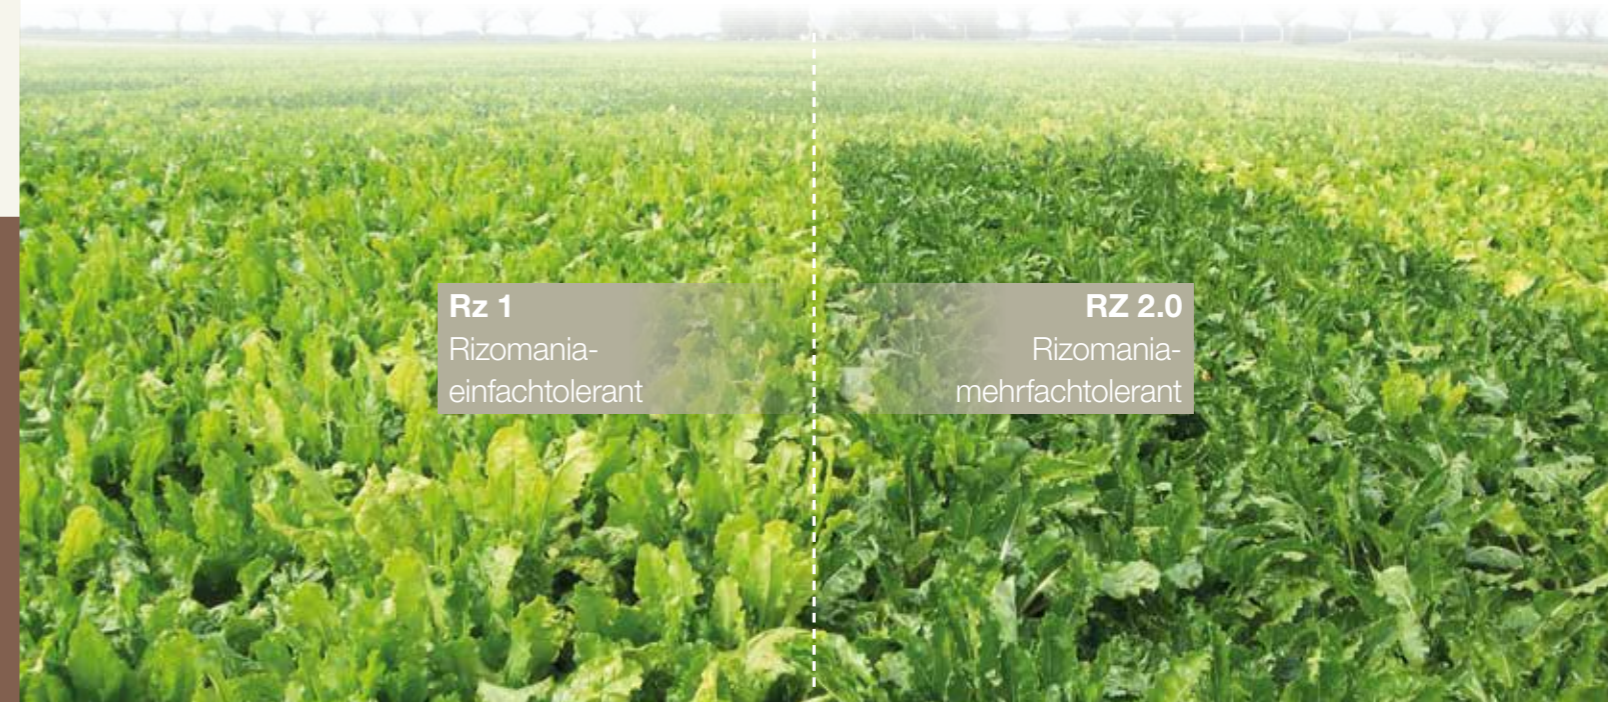 Rz 1
Rizomania-
einfachtolerant
RZ 2.0
Rizomania-
mehrfachtolerant